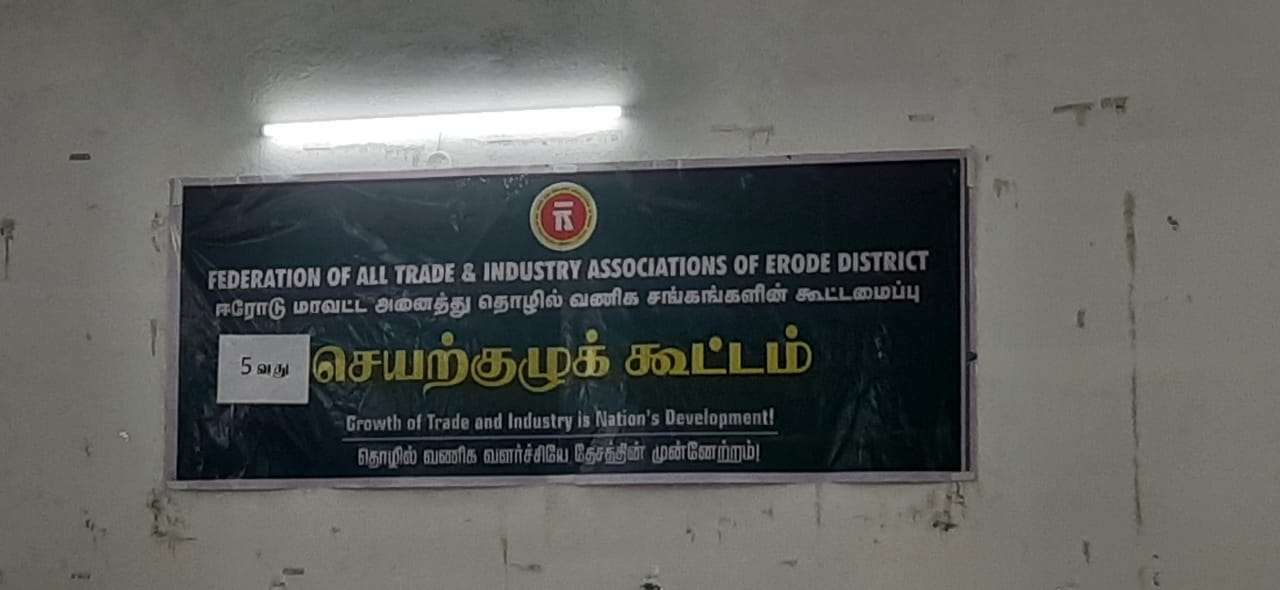 FEDERATION OF ALL TRADE & INDUSTRY ASSOCIATIONS OF ERODE DISTRICT
ஈரோடு மாவட்ட அனைத்து தொழில் வணிக சங்கங்களின் கூட்டமைப்பு
5 வது செயற்குழுக் கூட்டம்
Growth of Trade and Industry is Nation's Development!
தொழில் வணிக வளர்ச்சியே தேசத்தின் முன்னேற்றம்!